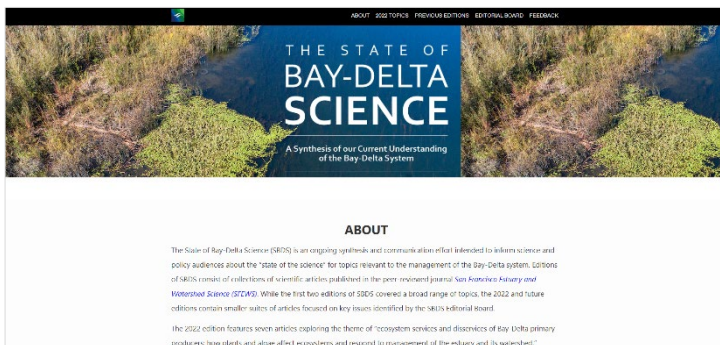 ABOUT 2022 TOPICS PREVIOUS EDITIONS EDITORIAL BOARD FEEDBACK
THE STATE OF
BAY-DELTA
SCIENCE
A Synthesis of our Current Understanding
of the Bay-Delta System
ABOUT
The State of Bay-Delta Science (SBDS) is an ongoing synthesis and communication effort intended to inform science and
policy audiences about the "state of the science" for topics relevant to the management of the Bay-Delta system. Editions
of SBDS consist of collections of scientific articles published in the peer-reviewed journal San Francisco Estuary and
Watershed Science (SFEWS). While the first two editions of SBDS covered a broad range of topics, the 2022 and future
editions contain smaller suites of articles focused on key issues identified by the SBDS Editorial Board.
The 2022 edition features seven articles exploring the theme of "ecosystem services and disservices of Bay-Delta primary
producers: how plants and algae affect ecosystems and respond to management of the estuary and its watershed."